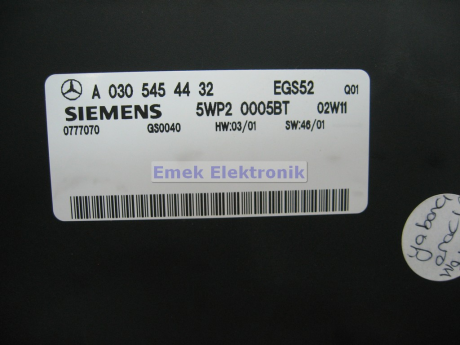 A 030 545 44 32 EGS52 Q01
SIEMENS 5WP2 0005BT 02W11
0777070 GS0040 HW:03/01 SW:46/01
Emek Elektronik